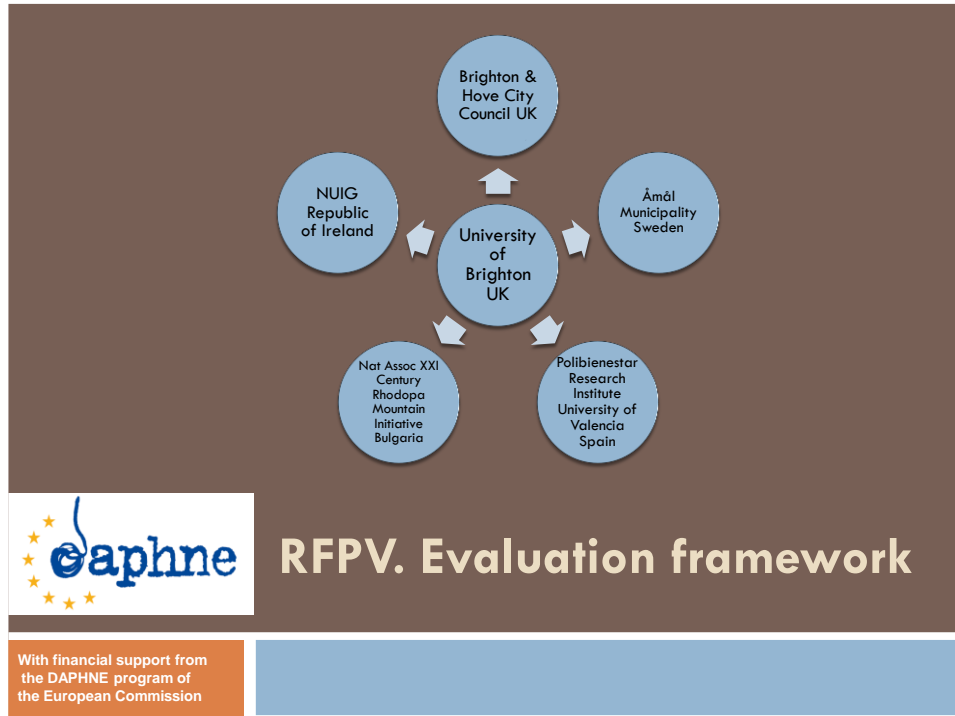 Brighton &
Hove City
Council UK
NUIG
Republic
of Ireland
Åmål
Municipality
Sweden
University
of
Brighton
UK
Nat Assoc XXI
Century
Rhodopa
Mountain
Initiative
Bulgaria
Polibienestar
Research
Institute
University of
Valencia
Spain
daphne
RFPV. Evaluation framework
With financial support from
the DAPHNE program of
the European Commission